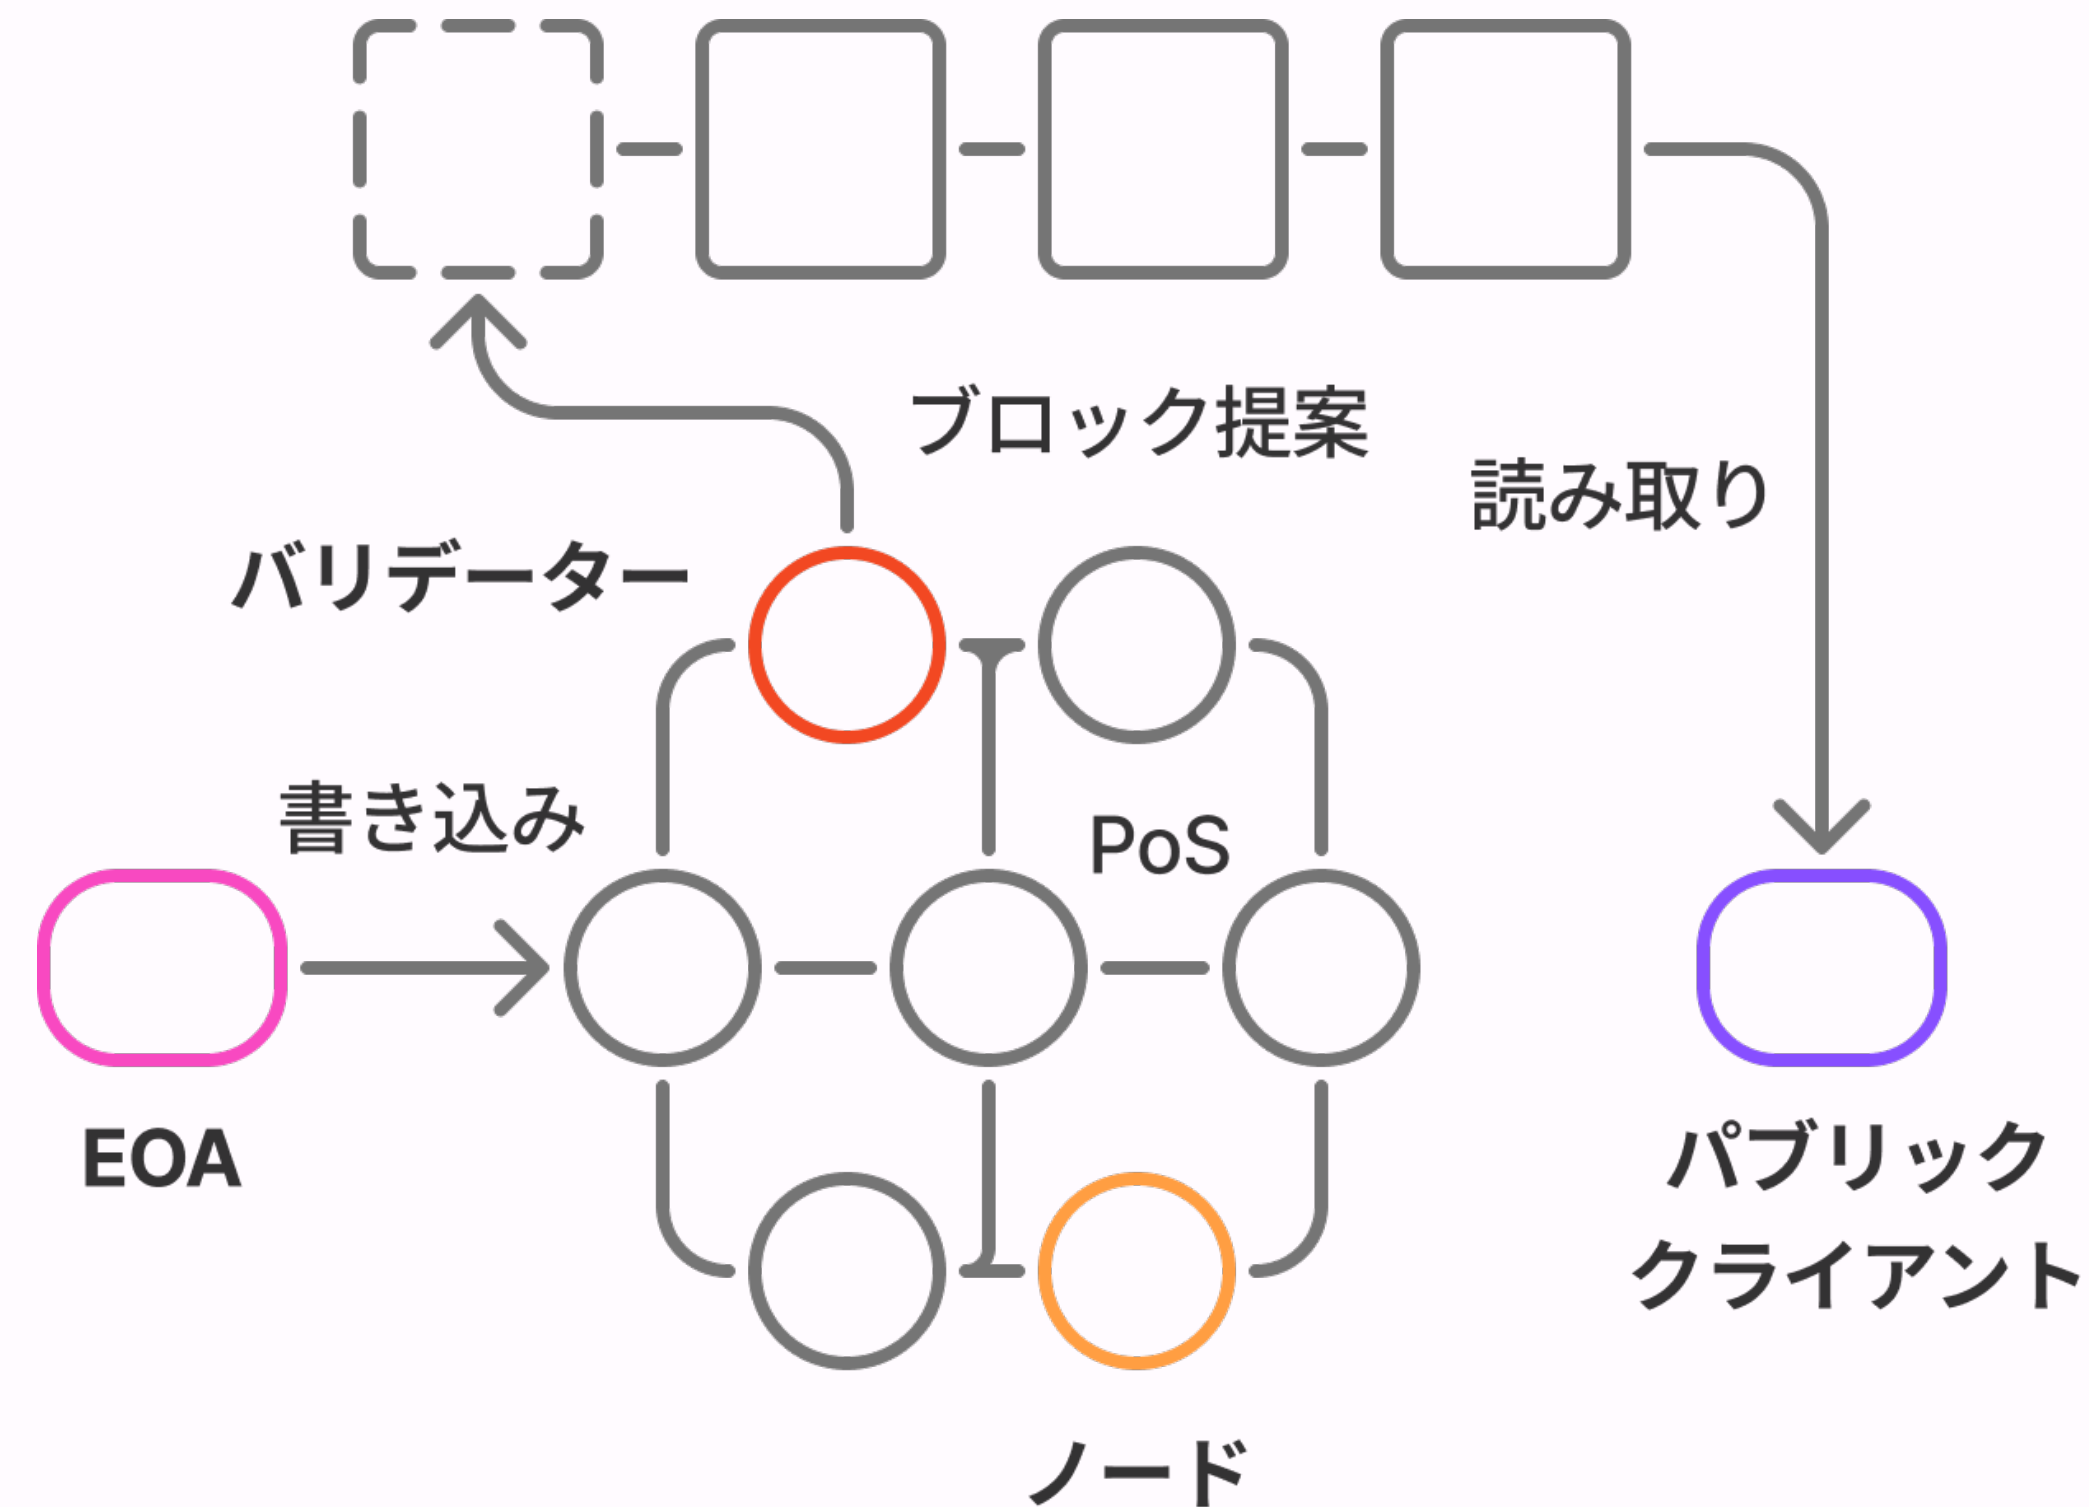 ブロック提案
読み取り
バリデーター
書き込み
PoS
EOA
パブリック
クライアント
ノード